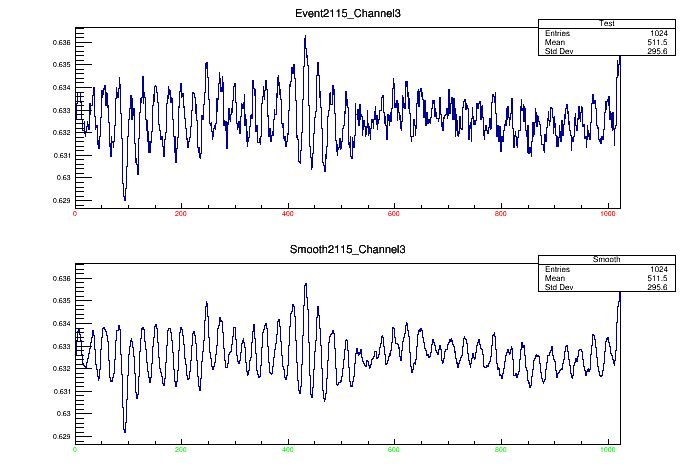 Event2115_Channel3
Test
Entries 1024
Mean 511.5
Std Dev 295.6
0.636
0.635
0.634
0.633
0.632
0.631
0.63
0.629
0 200 400 600 800 1000
Smooth2115_Channel3
Smooth
Entries 1024
Mean 511.5
Std Dev 295.6
0.636
0.635
0.634
0.633
0.632
0.631
0.63
0.629
0 200 400 600 800 1000